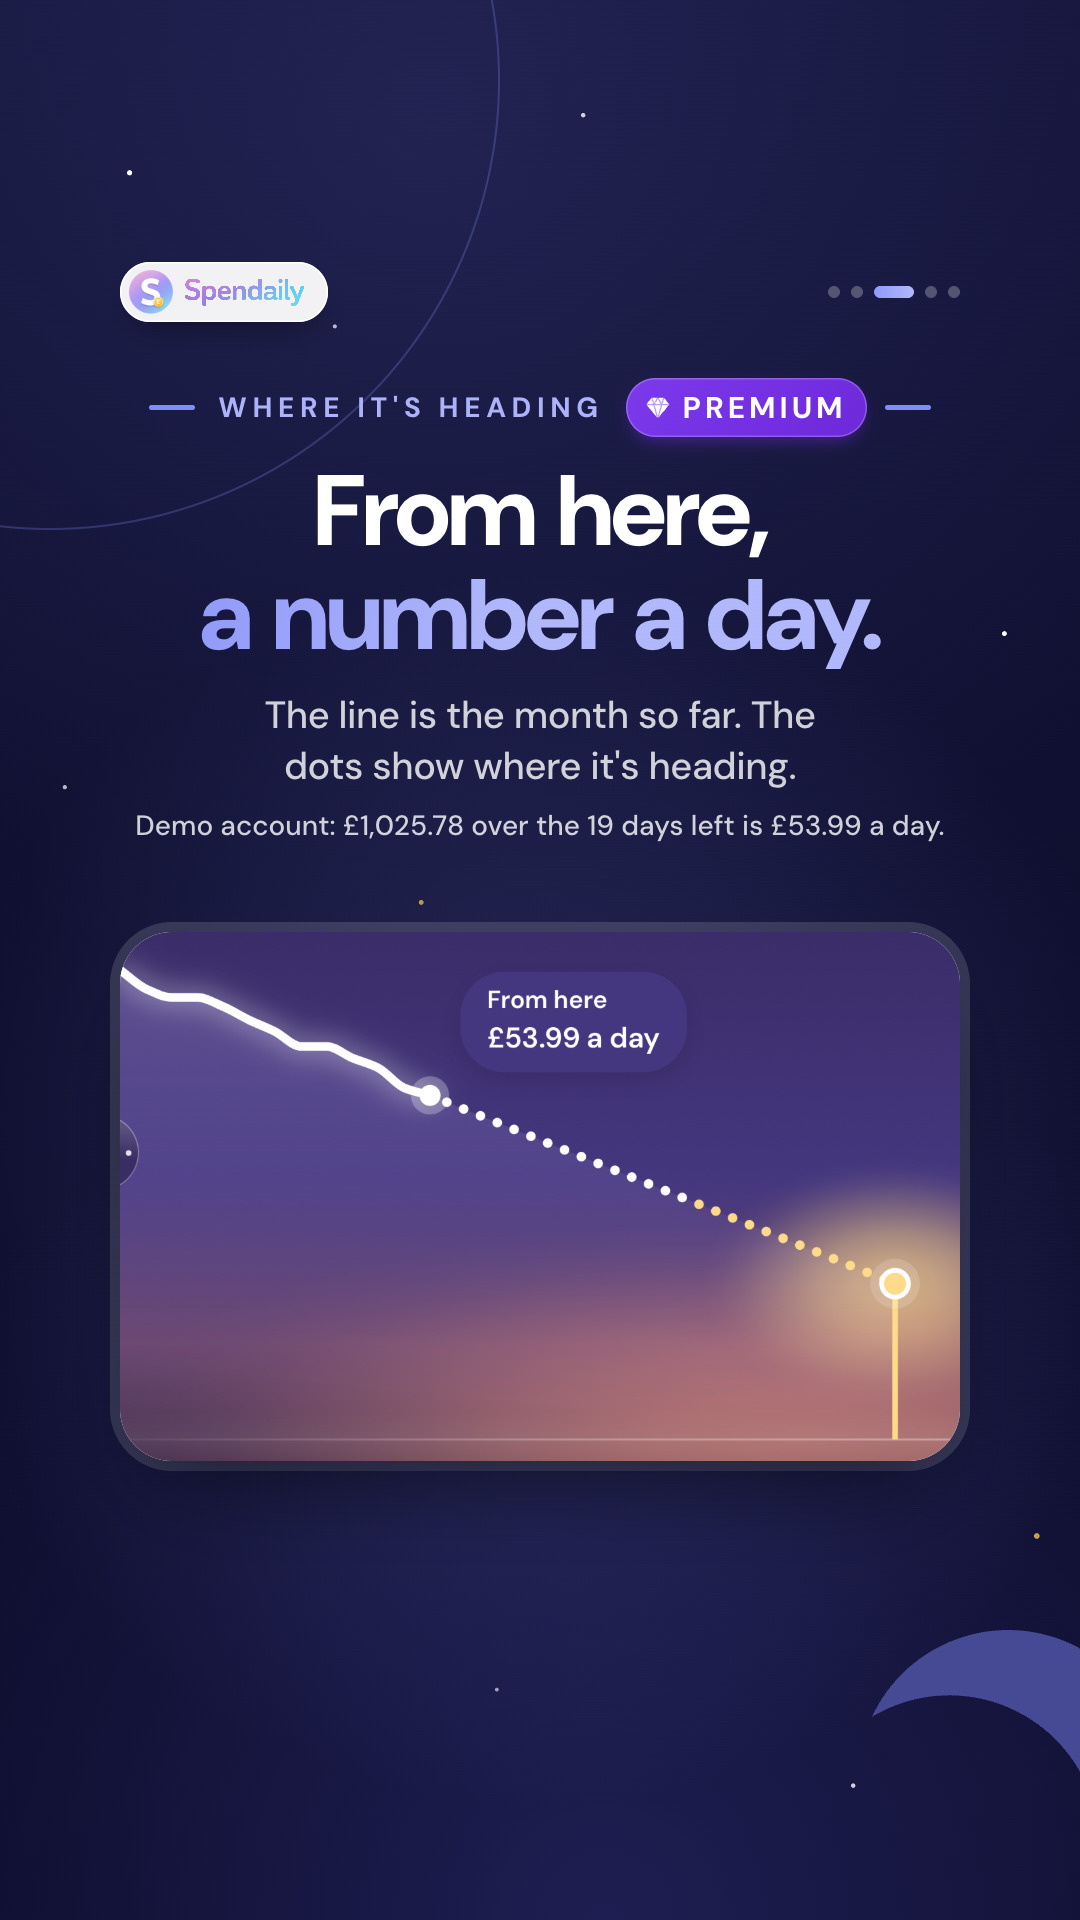 Spendaily
WHERE IT'S HEADING PREMIUM
From here,
a number a day.
The line is the month so far. The
dots show where it's heading.
Demo account: £1,025.78 over the 19 days left is £53.99 a day.
From here
£53.99 a day